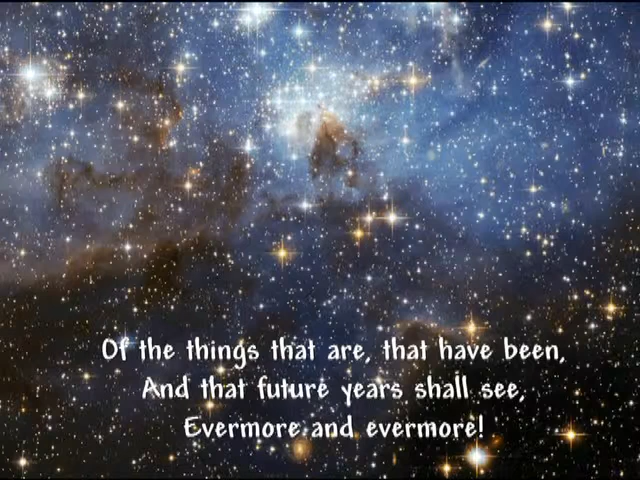 Of the things that are, that have been,
And that future years shall see,
Evermore and evermore!